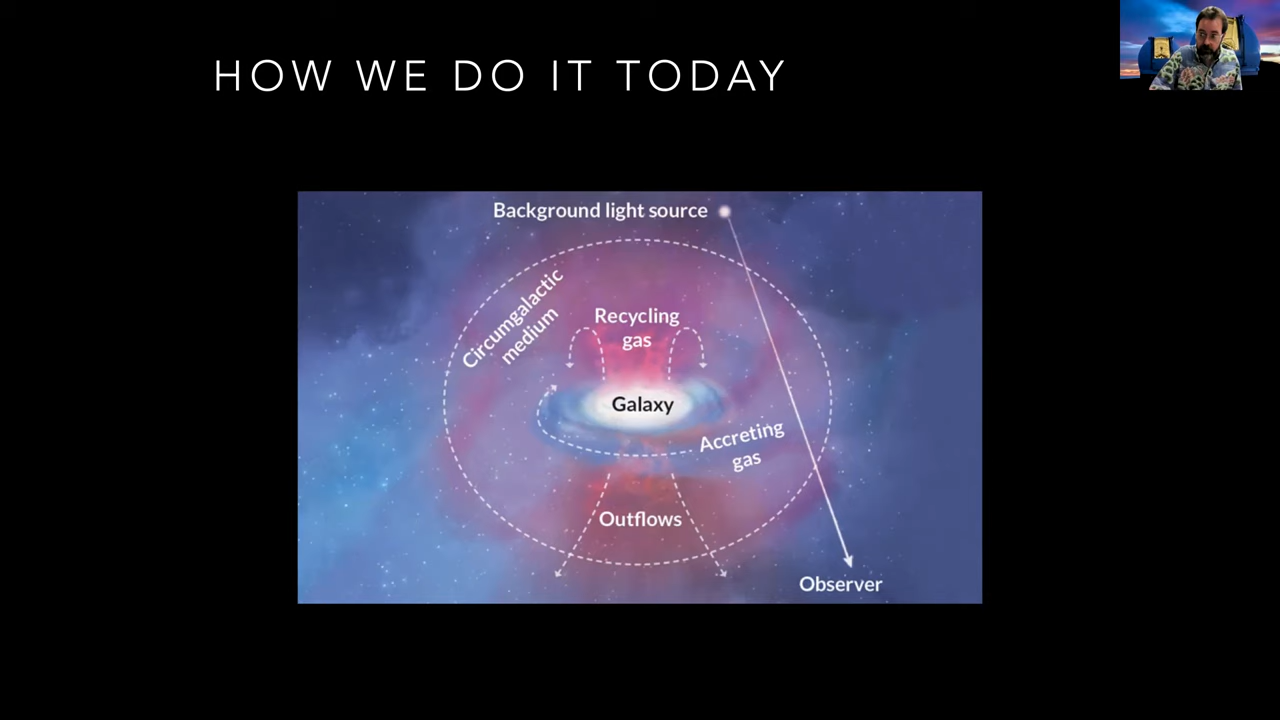 HOW WE DO IT TODAY
Background light source
Circumgalactic
medium
Recycling
gas
Galaxy
Accreting
gas
Outflows
Observer